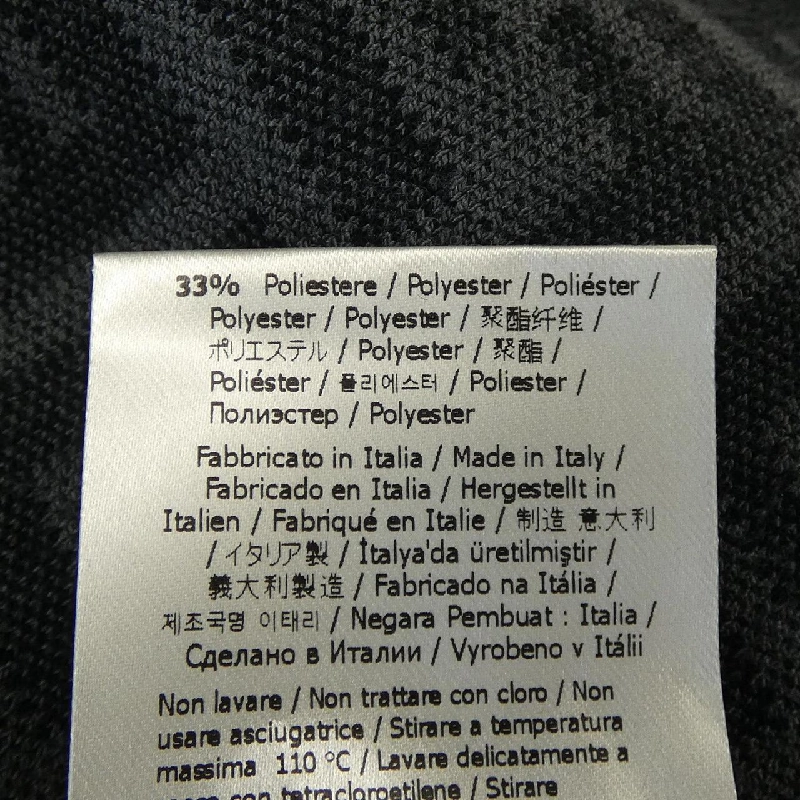 33% Poliestere / Polyester / Poliéster /
Polyester / Polyester / 聚酯纤维 /
ポリエステル / Polyester / 聚酯 /
Poliéster / 폴리에스터 / Poliester /
Полиэстер / Polyester
Fabbricato in Italia / Made in Italy /
Fabricado en Italia / Hergestellt in
Italien / Fabriqué en Italie / 制造 意大利
/ イタリア製 / İtalya'da üretilmiştir /
義大利製造 / Fabricado na Itália /
제조국명 이태리 / Negara Pembuat : Italia /
Сделано в Италии / Vyrobeno v Itálii
Non lavare / Non trattare con cloro / Non
usare asciugatrice / Stirare a temperatura
massima 110 °C / Lavare delicatamente a
con tetracloroetilene / Stirare